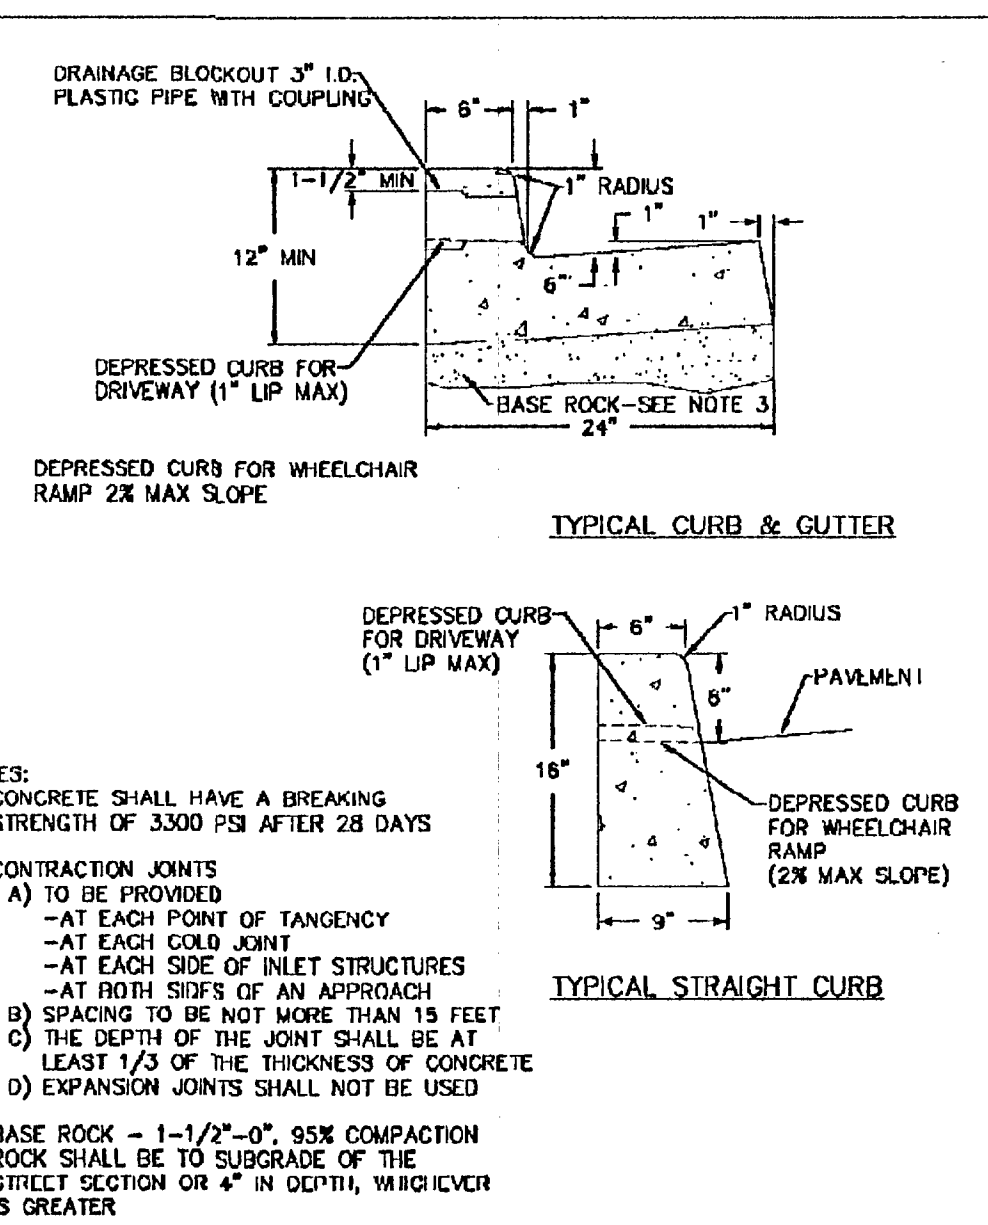 DRAINAGE BLOCKOUT 3" I.D.
PLASTIC PIPE WITH COUPLING
6"
1"
1-1/2" MIN
1" RADIUS
1"
1"
12" MIN
6"
DEPRESSED CURB FOR
DRIVEWAY (1" LIP MAX)
BASE ROCK-SEE NOTE 3
24"
DEPRESSED CURB FOR WHEELCHAIR
RAMP 2% MAX SLOPE
TYPICAL CURB & GUTTER
DEPRESSED CURB
FOR DRIVEWAY
(1" LIP MAX)
6"
1" RADIUS
PAVEMENT
16"
DEPRESSED CURB
FOR WHEELCHAIR
RAMP
(2% MAX SLOPE)
9"
TYPICAL STRAIGHT CURB
ES:
CONCRETE SHALL HAVE A BREAKING
STRENGTH OF 3300 PSI AFTER 28 DAYS
CONTRACTION JOINTS
A) TO BE PROVIDED
-AT EACH POINT OF TANGENCY
-AT EACH COLD JOINT
-AT EACH SIDE OF INLET STRUCTURES
-AT BOTH SIDES OF AN APPROACH
B) SPACING TO BE NOT MORE THAN 15 FEET
C) THE DEPTH OF THE JOINT SHALL BE AT
LEAST 1/3 OF THE THICKNESS OF CONCRETE
D) EXPANSION JOINTS SHALL NOT BE USED
BASE ROCK - 1-1/2"-0", 95% COMPACTION
ROCK SHALL BE TO SUBGRADE OF THE
STREET SECTION OR 4" IN DEPTH, WHICHEVER
IS GREATER